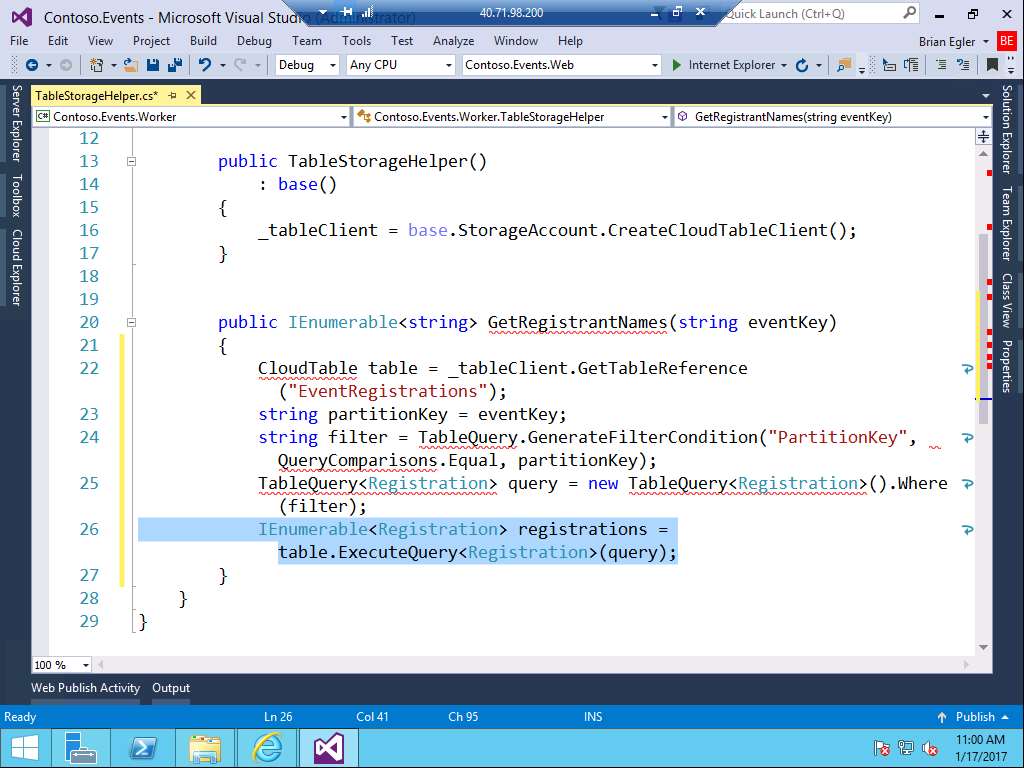 Contoso.Events - Microsoft Visual Studio (Administrator)
40.71.98.200
Quick Launch (Ctrl+Q)
File Edit View Project Build Debug Team Tools Test Analyze Window Help
Brian Egler BE
Debug Any CPU Contoso.Events.Web Internet Explorer
Server Explorer
Toolbox
Cloud Explorer
TableStorageHelper.cs*
C# Contoso.Events.Worker Contoso.Events.Worker.TableStorageHelper GetRegistrantNames(string eventKey)
12
13 public TableStorageHelper()
14 : base()
15 {
16 _tableClient = base.StorageAccount.CreateCloudTableClient();
17 }
18
19
20 public IEnumerable<string> GetRegistrantNames(string eventKey)
21 {
22 CloudTable table = _tableClient.GetTableReference
("EventRegistrations");
23 string partitionKey = eventKey;
24 string filter = TableQuery.GenerateFilterCondition("PartitionKey",
QueryComparisons.Equal, partitionKey);
25 TableQuery<Registration> query = new TableQuery<Registration>().Where
(filter);
26 IEnumerable<Registration> registrations =
table.ExecuteQuery<Registration>(query);
27 }
28 }
29 }
Solution Explorer
Team Explorer
Class View
Properties
100 %
Web Publish Activity Output
Ready Ln 26 Col 41 Ch 95 INS Publish
11:00 AM
1/17/2017